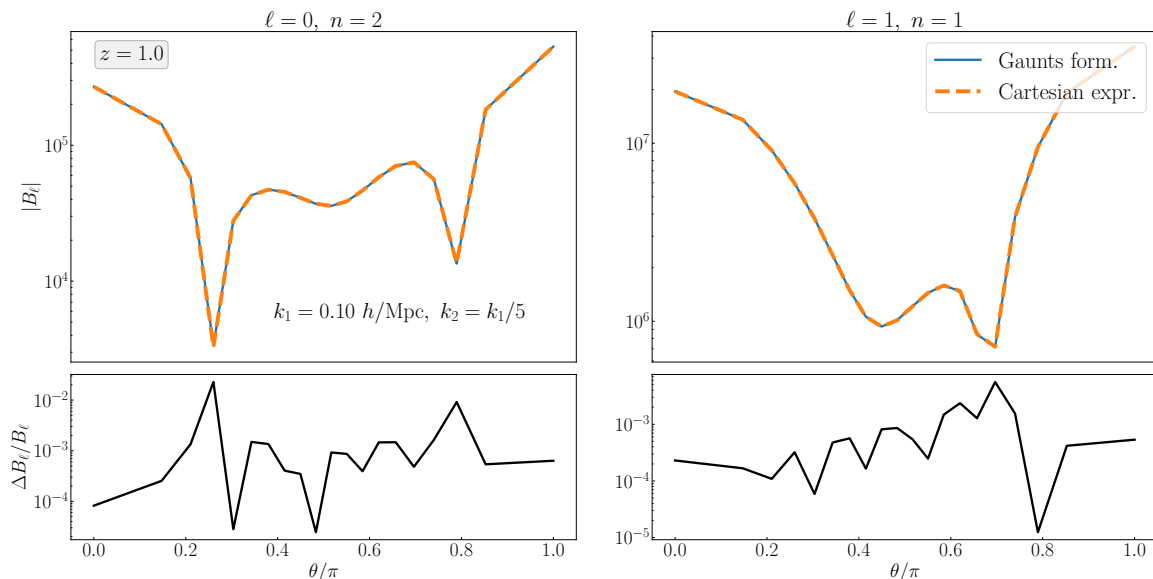 ℓ = 0, n = 2
z = 1.0
|B_ℓ|
10^5
10^4
k_1 = 0.10 h/Mpc, k_2 = k_1/5
ℓ = 1, n = 1
Gaunts form.
Cartesian expr.
10^7
10^6
ΔB_ℓ/B_ℓ
10^{-2}
10^{-3}
10^{-4}
0.0 0.2 0.4 0.6 0.8 1.0
θ/π
10^{-3}
10^{-4}
10^{-5}
0.0 0.2 0.4 0.6 0.8 1.0
θ/π